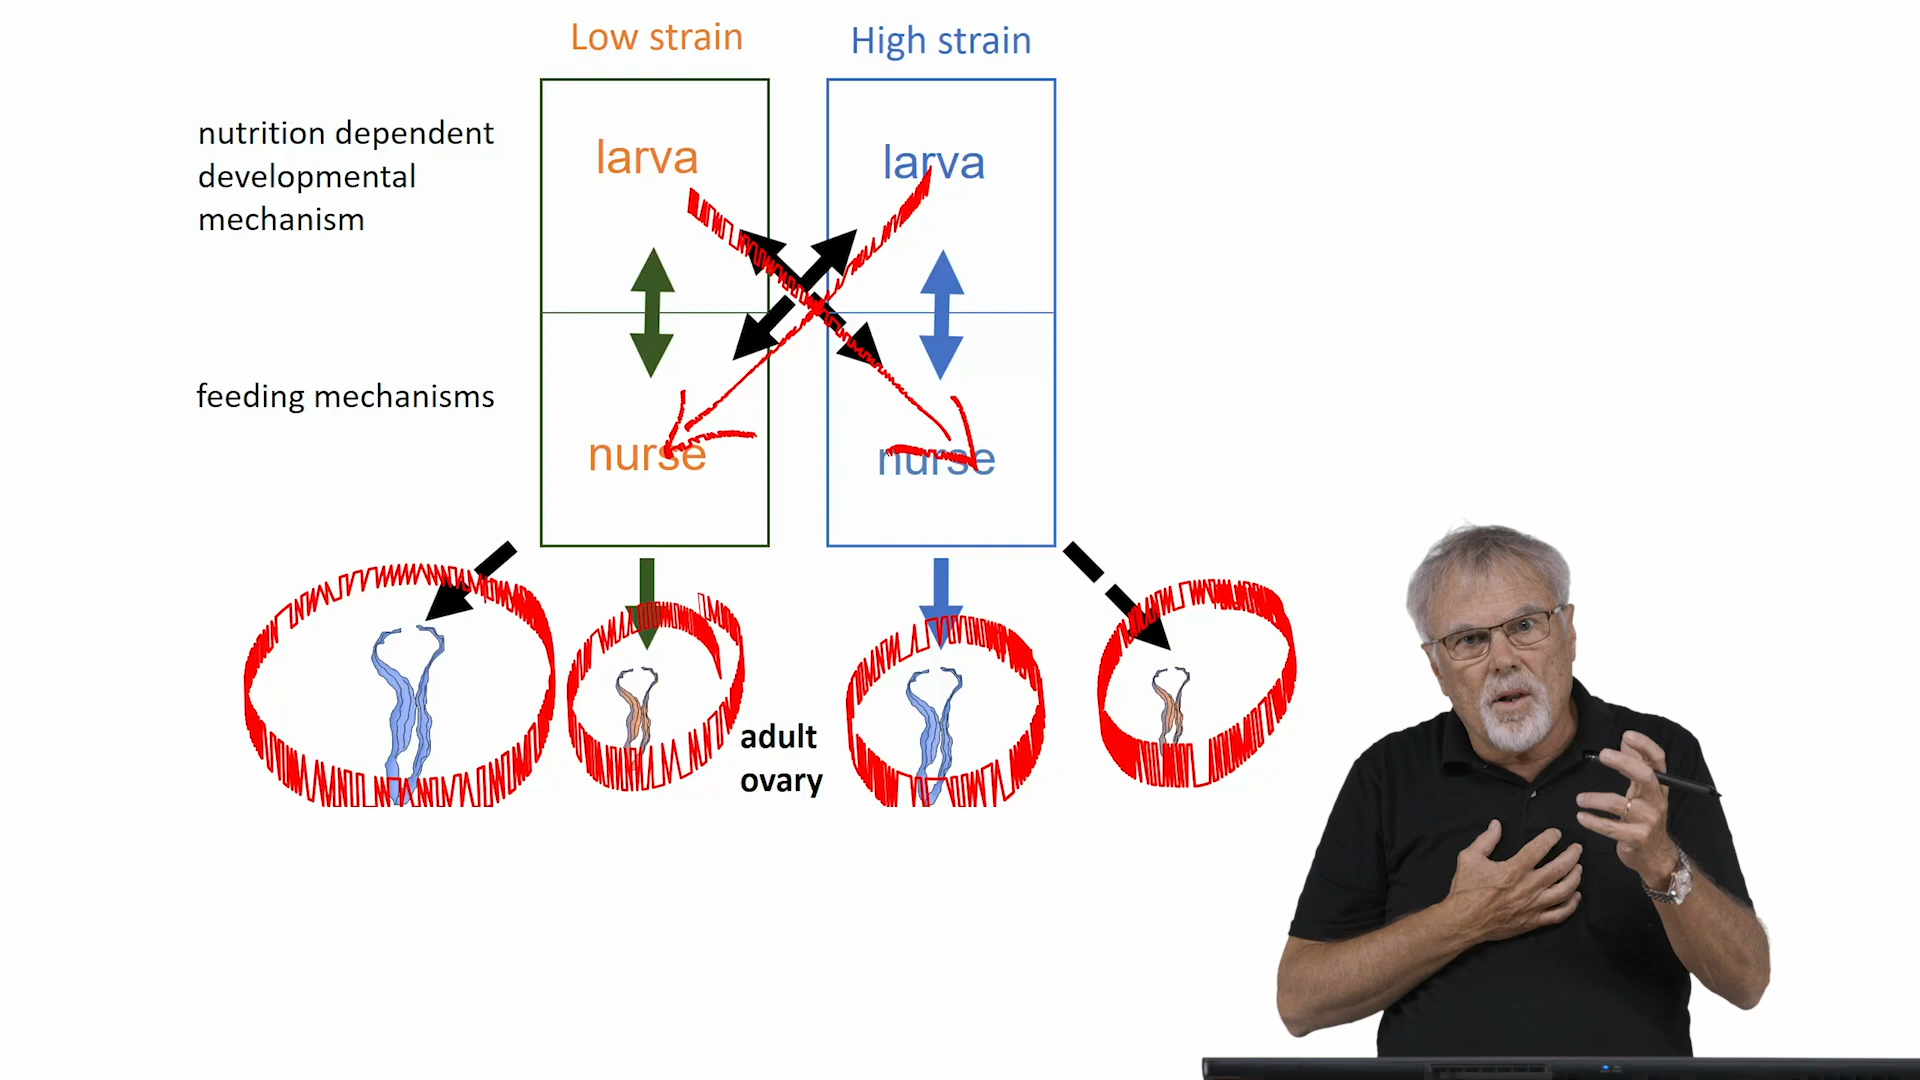 Low strain
High strain
nutrition dependent
developmental
mechanism
larva
larva
feeding mechanisms
nurse
nurse
adult
ovary